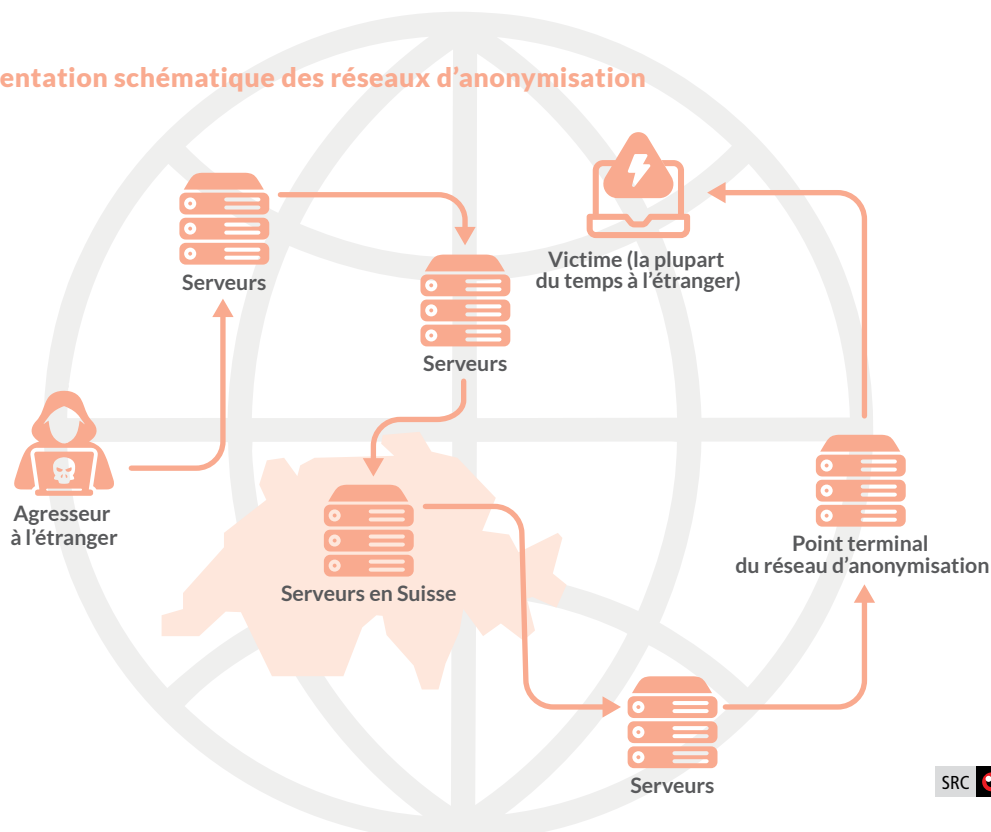 entation schématique des réseaux d’anonymisation
Serveurs
Victime (la plupart
du temps à l’étranger)
Serveurs
Agresseur
à l’étranger
Serveurs en Suisse
Point terminal
du réseau d’anonymisation
Serveurs
SRC